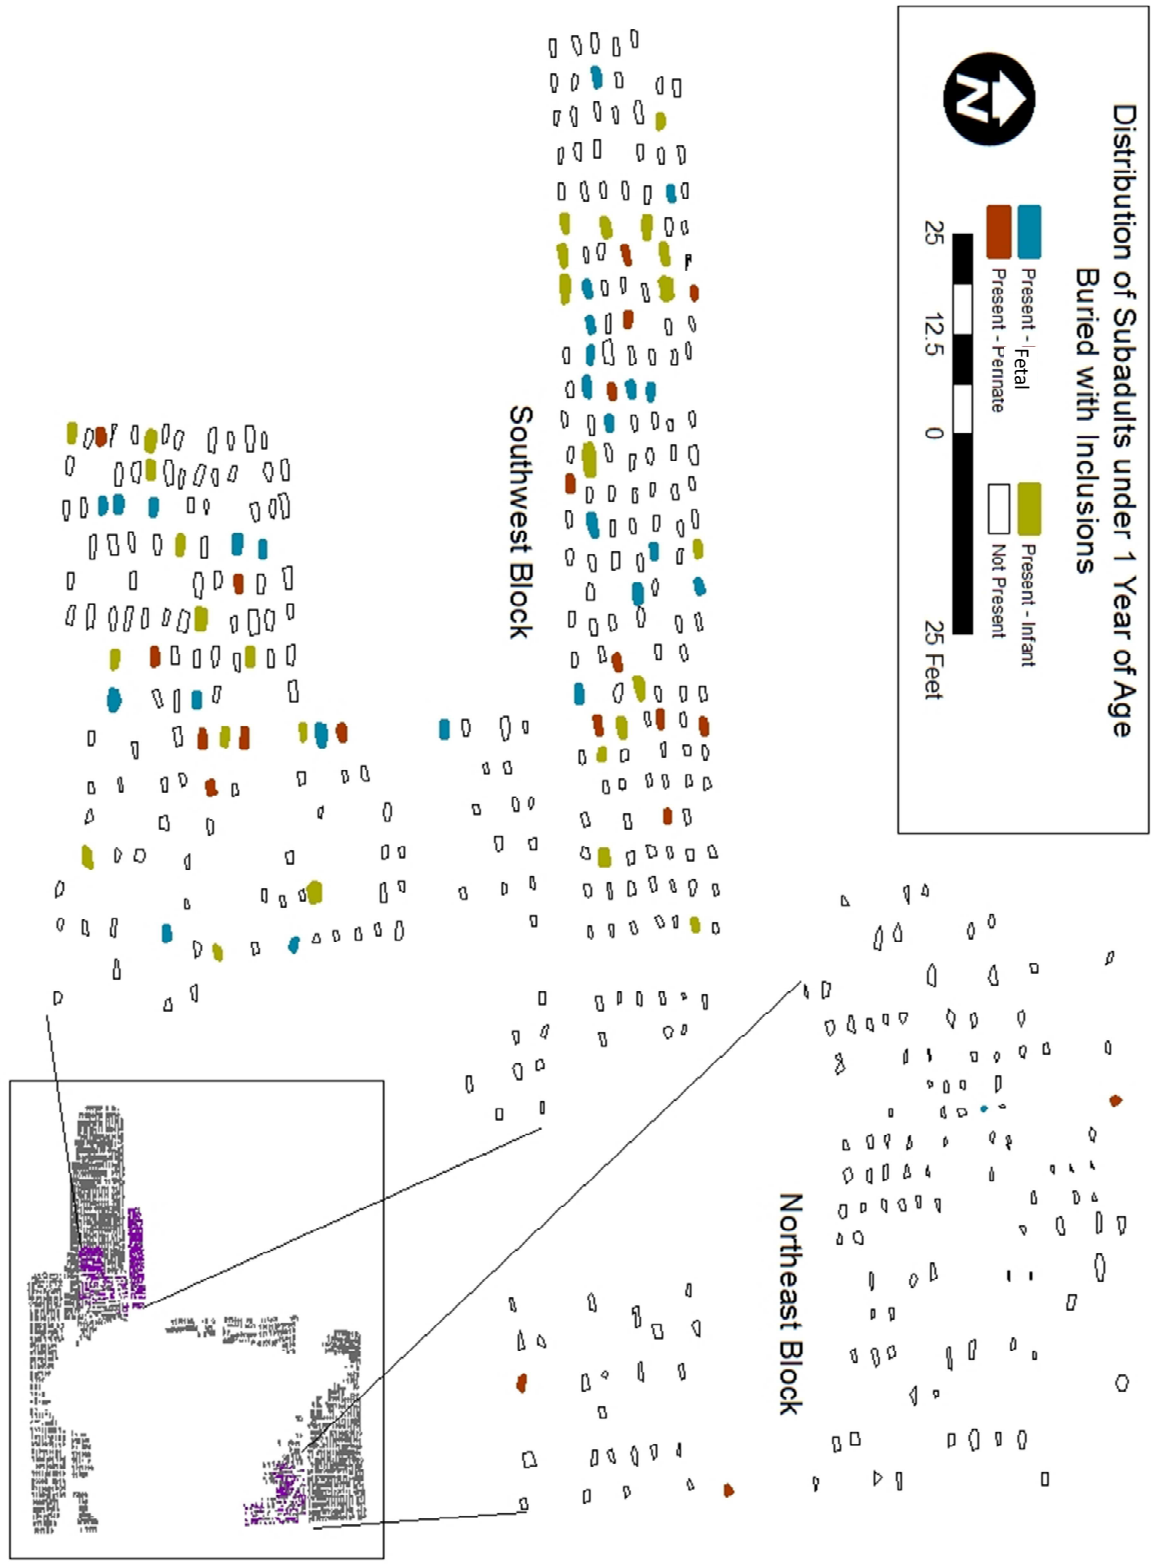 Distribution of Subadults under 1 Year of Age
Buried with Inclusions
N
Present - Fetal
Present - Perinate
Present - Infant
Not Present
25 12.5 0 25 Feet
Southwest Block
Northeast Block